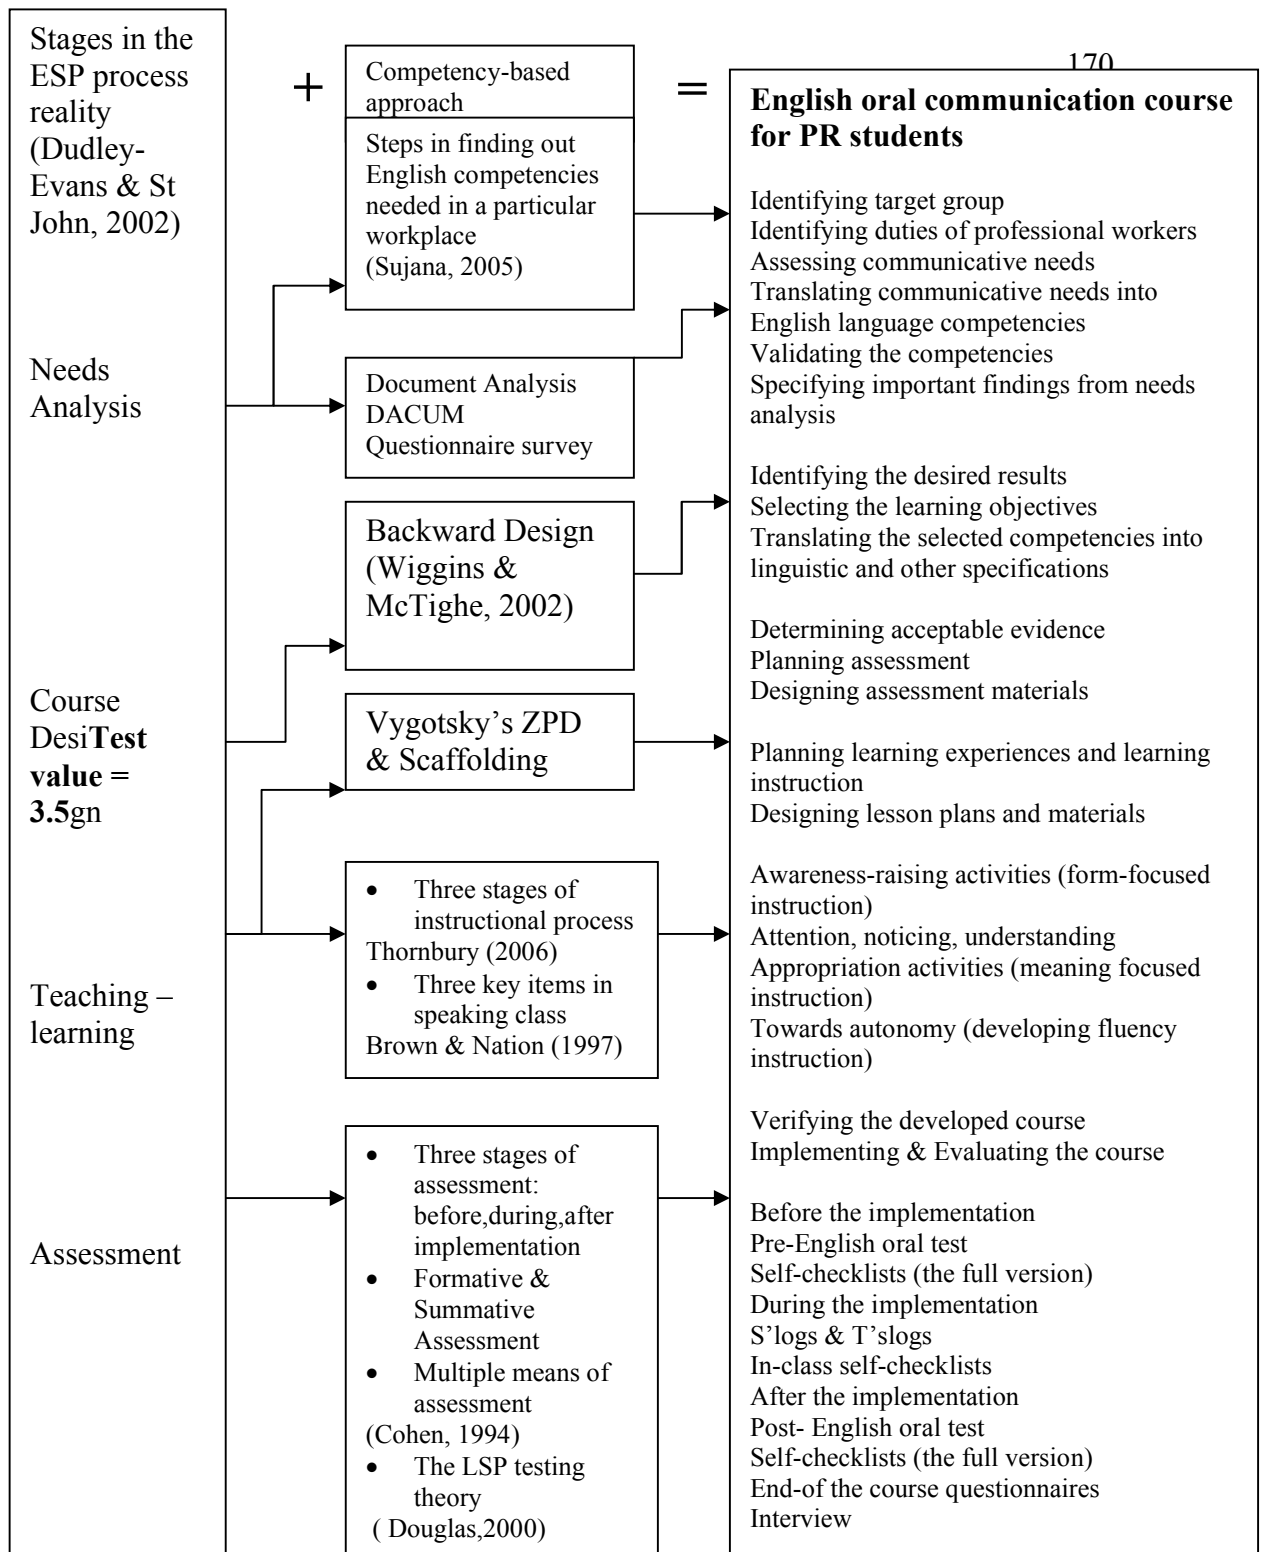 Stages in the
ESP process
reality
(Dudley-
Evans & St
John, 2002)
Needs
Analysis
Course
DesiTest
value =
3.5gn
Teaching –
learning
Assessment
+
Competency-based
approach
Steps in finding out
English competencies
needed in a particular
workplace
(Sujana, 2005)
Document Analysis
DACUM
Questionnaire survey
Backward Design
(Wiggins &
McTighe, 2002)
Vygotsky’s ZPD
& Scaffolding
• Three stages of
instructional process
Thornbury (2006)
• Three key items in
speaking class
Brown & Nation (1997)
• Three stages of
assessment:
before,during,after
implementation
• Formative &
Summative
Assessment
• Multiple means of
assessment
(Cohen, 1994)
• The LSP testing
theory
( Douglas,2000)
=
170
English oral communication course
for PR students
Identifying target group
Identifying duties of professional workers
Assessing communicative needs
Translating communicative needs into
English language competencies
Validating the competencies
Specifying important findings from needs
analysis
Identifying the desired results
Selecting the learning objectives
Translating the selected competencies into
linguistic and other specifications
Determining acceptable evidence
Planning assessment
Designing assessment materials
Planning learning experiences and learning
instruction
Designing lesson plans and materials
Awareness-raising activities (form-focused
instruction)
Attention, noticing, understanding
Appropriation activities (meaning focused
instruction)
Towards autonomy (developing fluency
instruction)
Verifying the developed course
Implementing & Evaluating the course
Before the implementation
Pre-English oral test
Self-checklists (the full version)
During the implementation
S’logs & T’slogs
In-class self-checklists
After the implementation
Post- English oral test
Self-checklists (the full version)
End-of the course questionnaires
Interview